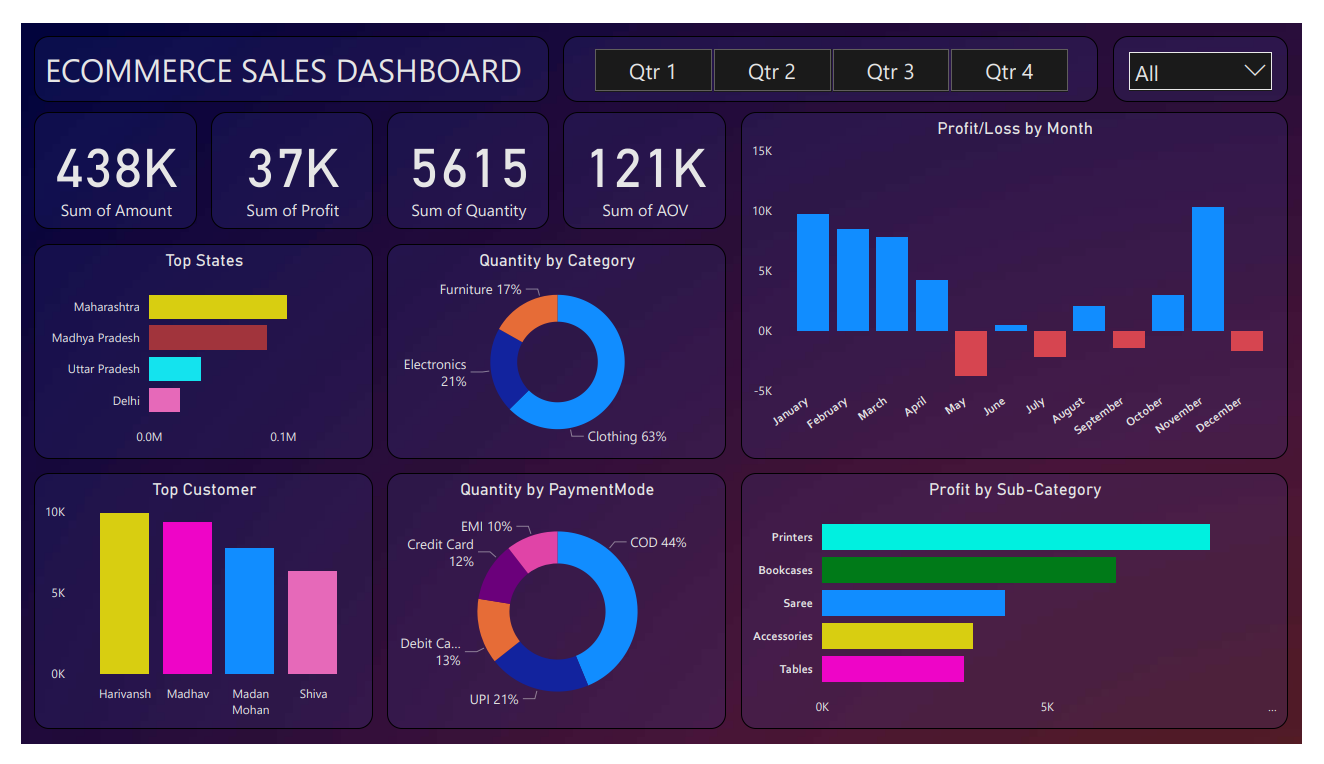 ECOMMERCE SALES DASHBOARD
Qtr 1
Qtr 2
Qtr 3
Qtr 4
All
438K
Sum of Amount
37K
Sum of Profit
5615
Sum of Quantity
121K
Sum of AOV
Profit/Loss by Month
15K
10K
5K
0K
-5K
January
February
March
April
May
June
July
August
September
October
November
December
Top States
Maharashtra
Madhya Pradesh
Uttar Pradesh
Delhi
0.0M
0.1M
Quantity by Category
Furniture 17%
Electronics
21%
Clothing 63%
Top Customer
10K
5K
0K
Harivansh
Madhav
Madan
Mohan
Shiva
Quantity by PaymentMode
EMI 10%
COD 44%
Credit Card
12%
Debit Ca...
13%
UPI 21%
Profit by Sub-Category
Printers
Bookcases
Saree
Accessories
Tables
0K
5K
...